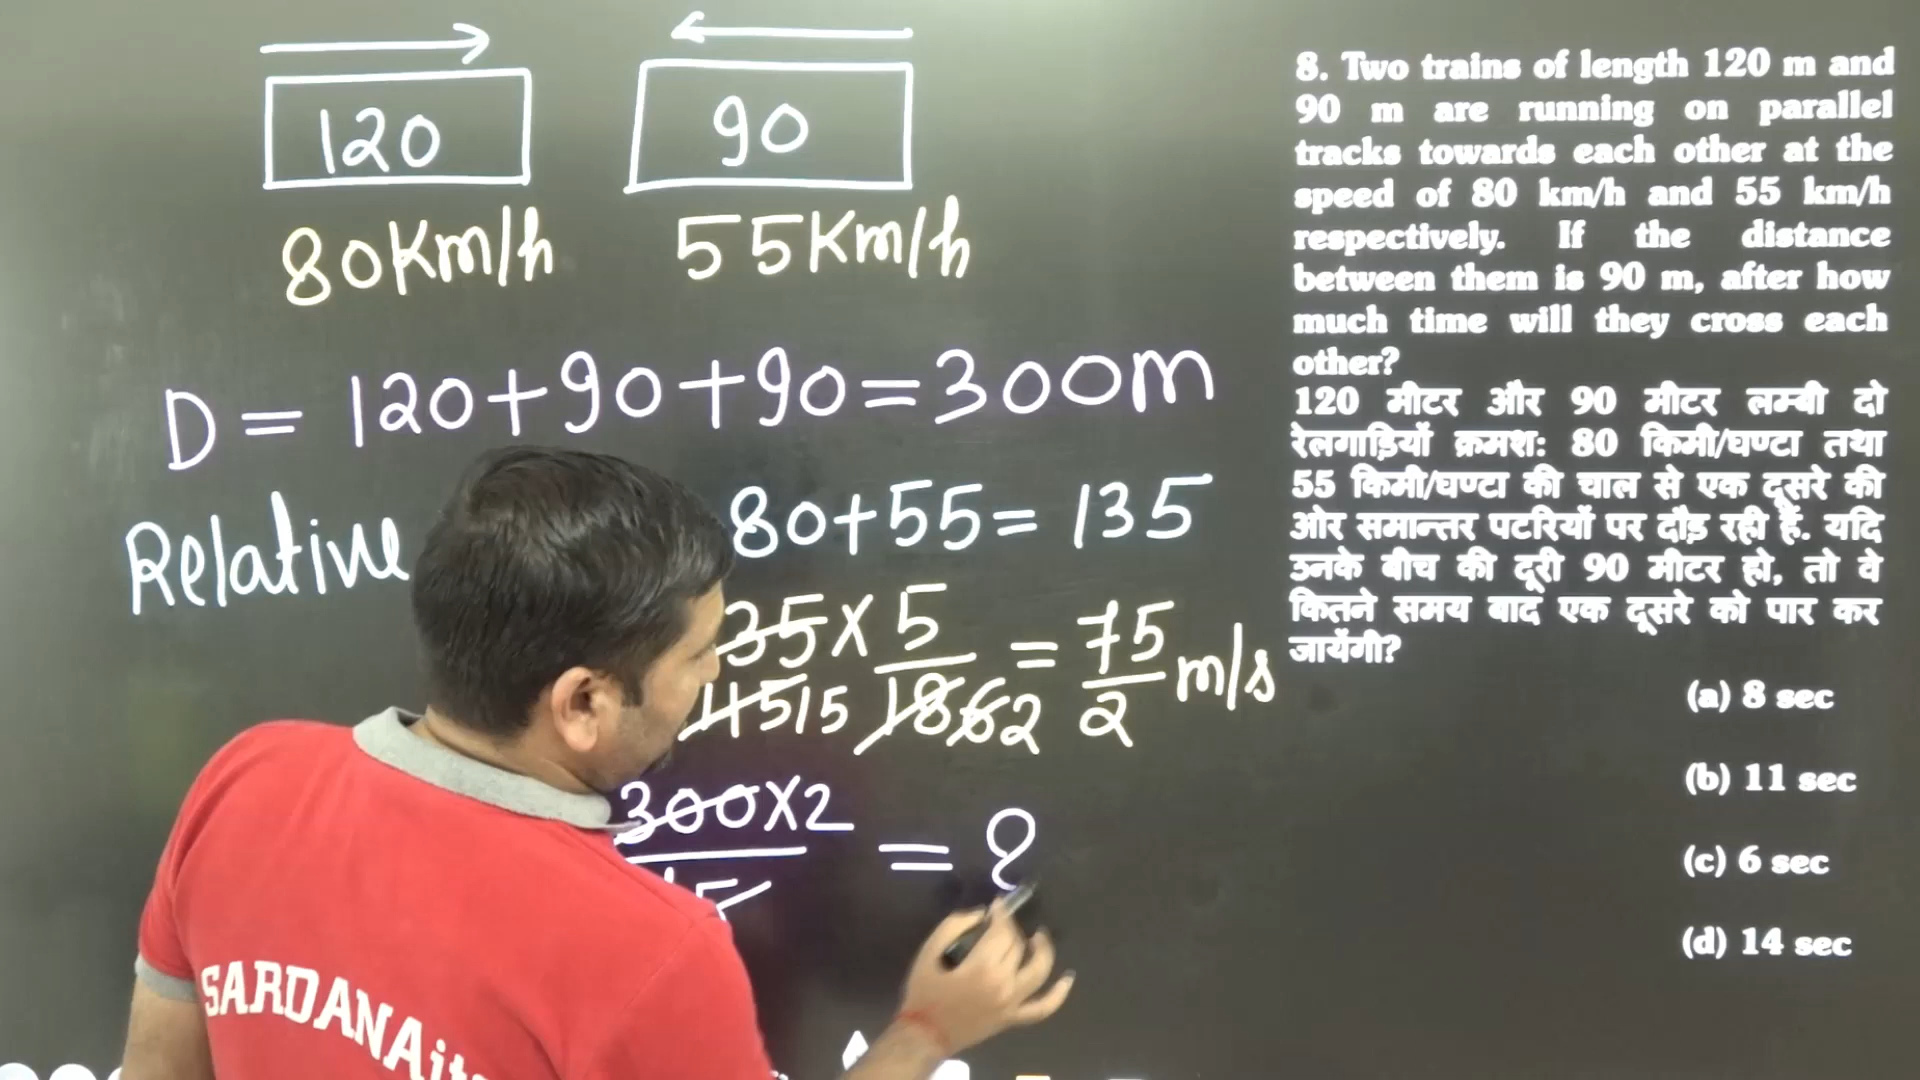 120
90
80Km/h
55Km/h
D = 120+90+90=300m
Relative 80+55= 135
35 X 5 = 75 m/s
4515 1862 2
300X2 = 8
8. Two trains of length 120 m and
90 m are running on parallel
tracks towards each other at the
speed of 80 km/h and 55 km/h
respectively. If the distance
between them is 90 m, after how
much time will they cross each
other?
120 मीटर और 90 मीटर लम्बी दो
रेलगाड़ियाँ क्रमश: 80 किमी/घण्टा तथा
55 किमी/घण्टा की चाल से एक दूसरे की
ओर समान्तर पटरियों पर दौड़ रही हैं. यदि
उनके बीच की दूरी 90 मीटर हो, तो वे
कितने समय बाद एक दूसरे को पार कर
जायेंगी?
(a) 8 sec
(b) 11 sec
(c) 6 sec
(d) 14 sec